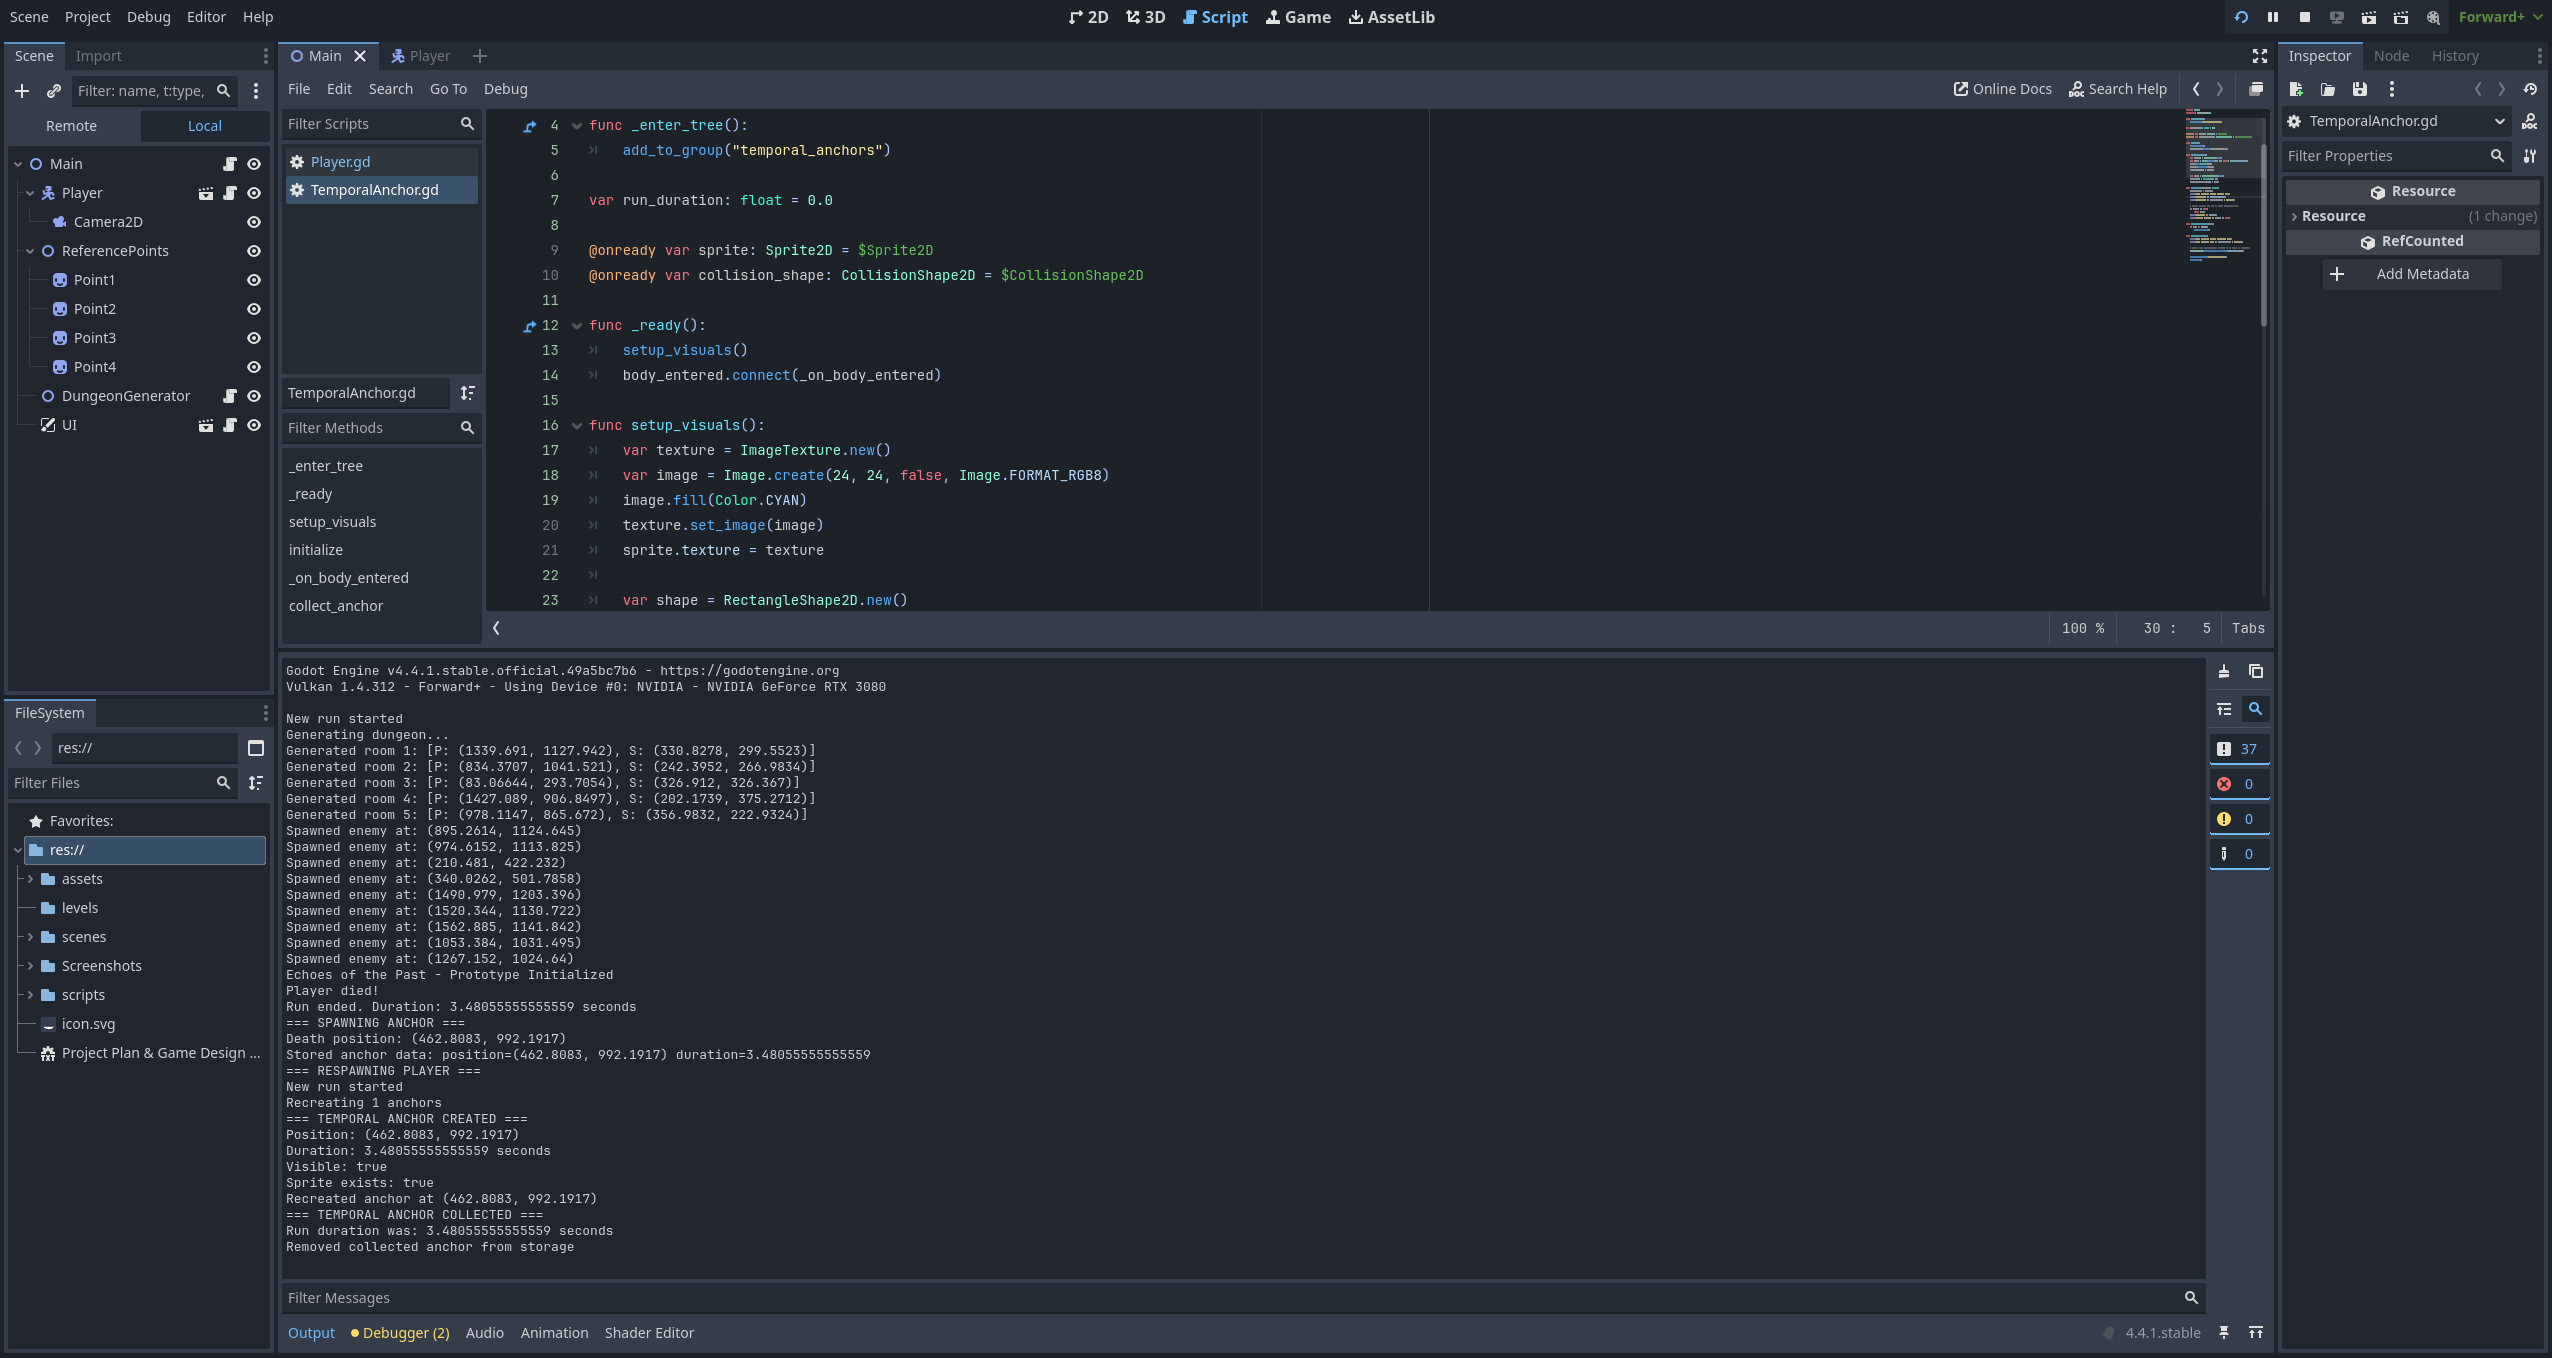 Scene Project Debug Editor Help
2D 3D Script Game AssetLib
Forward+
Scene Import
Filter: name, t:type,
Remote Local
Main
Player
Camera2D
ReferencePoints
Point1
Point2
Point3
Point4
DungeonGenerator
UI
FileSystem
res://
Filter Files
Favorites:
res://
assets
levels
scenes
Screenshots
scripts
icon.svg
Project Plan & Game Design ...
Main Player
File Edit Search Go To Debug
Online Docs Search Help
Filter Scripts
Player.gd
TemporalAnchor.gd
TemporalAnchor.gd
Filter Methods
_enter_tree
_ready
setup_visuals
initialize
_on_body_entered
collect_anchor
4 func _enter_tree():
5 add_to_group("temporal_anchors")
6
7 var run_duration: float = 0.0
8
9 @onready var sprite: Sprite2D = $Sprite2D
10 @onready var collision_shape: CollisionShape2D = $CollisionShape2D
11
12 func _ready():
13 setup_visuals()
14 body_entered.connect(_on_body_entered)
15
16 func setup_visuals():
17 var texture = ImageTexture.new()
18 var image = Image.create(24, 24, false, Image.FORMAT_RGB8)
19 image.fill(Color.CYAN)
20 texture.set_image(image)
21 sprite.texture = texture
22
23 var shape = RectangleShape2D.new()
100 % 30 : 5 Tabs
Godot Engine v4.4.1.stable.official.49a5bc7b6 - https://godotengine.org
Vulkan 1.4.312 - Forward+ - Using Device #0: NVIDIA - NVIDIA GeForce RTX 3080
New run started
Generating dungeon...
Generated room 1: [P: (1339.691, 1127.942), S: (330.8278, 299.5523)]
Generated room 2: [P: (834.3707, 1041.521), S: (242.3952, 266.9834)]
Generated room 3: [P: (83.06644, 293.7054), S: (326.912, 326.367)]
Generated room 4: [P: (1427.089, 906.8497), S: (202.1739, 375.2712)]
Generated room 5: [P: (978.1147, 865.672), S: (356.9832, 222.9324)]
Spawned enemy at: (895.2614, 1124.645)
Spawned enemy at: (974.6152, 1113.825)
Spawned enemy at: (210.481, 422.232)
Spawned enemy at: (340.0262, 501.7858)
Spawned enemy at: (1490.979, 1203.396)
Spawned enemy at: (1520.344, 1130.722)
Spawned enemy at: (1562.885, 1141.842)
Spawned enemy at: (1053.384, 1031.495)
Spawned enemy at: (1267.152, 1024.64)
Echoes of the Past - Prototype Initialized
Player died!
Run ended. Duration: 3.48055555555559 seconds
=== SPAWNING ANCHOR ===
Death position: (462.8083, 992.1917)
Stored anchor data: position=(462.8083, 992.1917) duration=3.48055555555559
=== RESPAWNING PLAYER ===
New run started
Recreating 1 anchors
=== TEMPORAL ANCHOR CREATED ===
Position: (462.8083, 992.1917)
Duration: 3.48055555555559 seconds
Visible: true
Sprite exists: true
Recreated anchor at (462.8083, 992.1917)
=== TEMPORAL ANCHOR COLLECTED ===
Run duration was: 3.48055555555559 seconds
Removed collected anchor from storage
37
0
0
0
Filter Messages
Output Debugger (2) Audio Animation Shader Editor
4.4.1.stable
Inspector Node History
TemporalAnchor.gd
Filter Properties
Resource
Resource (1 change)
RefCounted
Add Metadata